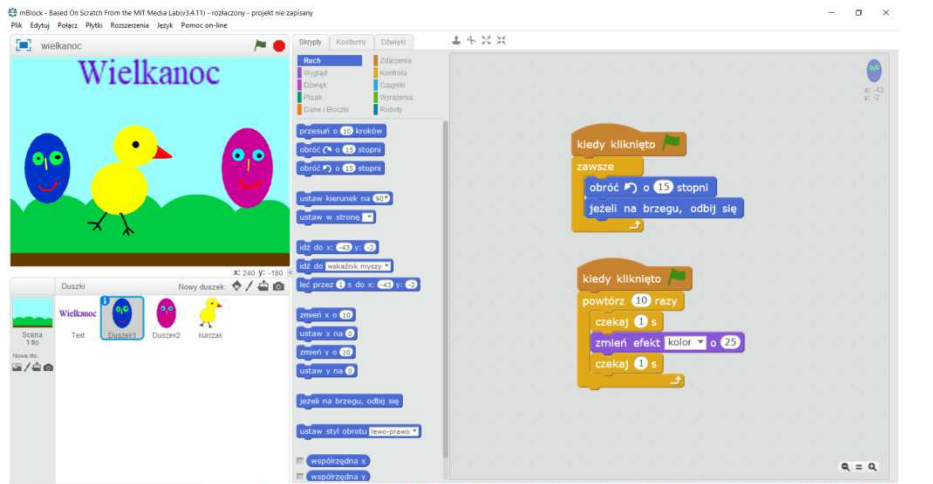 mBlock - Based On Scratch From the MIT Media Lab(v3.4.11) - rozłaczony - projekt nie zapisany
Plik Edytuj Połącz Płytki Rozszerzenia Język Pomoc on-line
wielkanoc
Wielkanoc
X: 240 y: -180
Duszki
Nowy duszek:
Scena
1 tło
Nowe tło:
Wielkanoc
Text
Duszek1
Duszek2
kurczak
Skrypty Kostiumy Dźwięki
Ruch Zdarzenia
Wygląd Kontrola
Dźwięk Czujniki
Pisak Wyrażenia
Dane i Bloczki Roboty
przesuń o 10 kroków
obróć o 15 stopni
obróć o 15 stopni
ustaw kierunek na 90°
ustaw w stronę
idź do x: -43 y: -2
idź do wskaźnik myszy
leć przez 1 s do x: -43 y: -2
zmień x o 10
ustaw x na 0
zmień y o 10
ustaw y na 0
jeżeli na brzegu, odbij się
ustaw styl obrotu lewo-prawo
współrzędna x
współrzędna y
x: -43
y: -2
kiedy kliknięto
zawsze
obróć o 15 stopni
jeżeli na brzegu, odbij się
kiedy kliknięto
powtórz 10 razy
czekaj 1 s
zmień efekt kolor o 25
czekaj 1 s